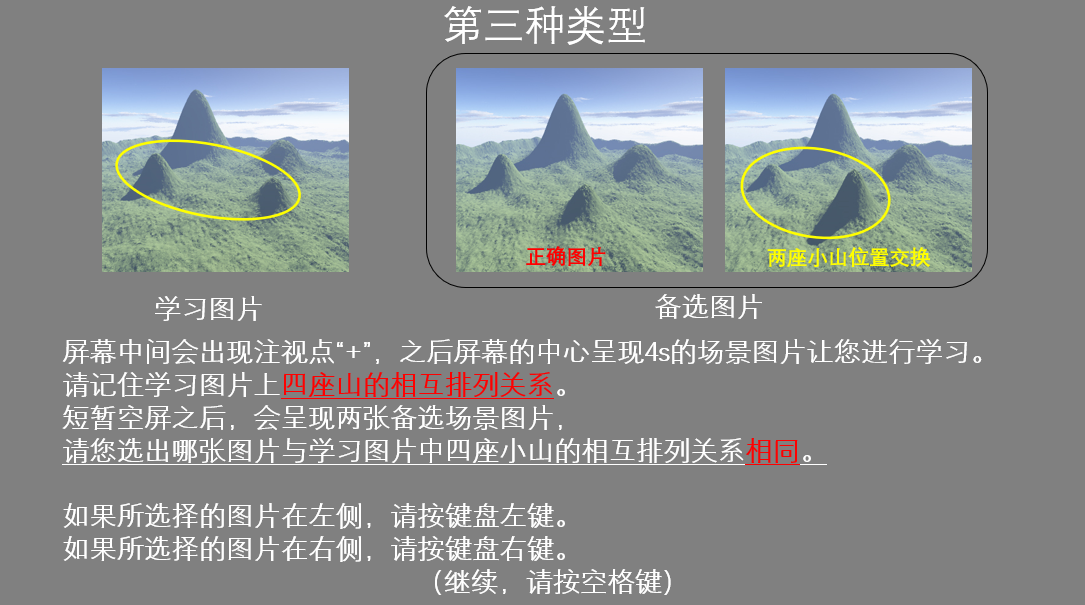 第三种类型
正确图片
两座小山位置交换
学习图片
备选图片
屏幕中间会出现注视点“+”，之后屏幕的中心呈现4s的场景图片让您进行学习。
请记住学习图片上四座山的相互排列关系。
短暂空屏之后，会呈现两张备选场景图片，
请您选出哪张图片与学习图片中四座小山的相互排列关系相同。
如果所选择的图片在左侧，请按键盘左键。
如果所选择的图片在右侧，请按键盘右键。
（继续，请按空格键）